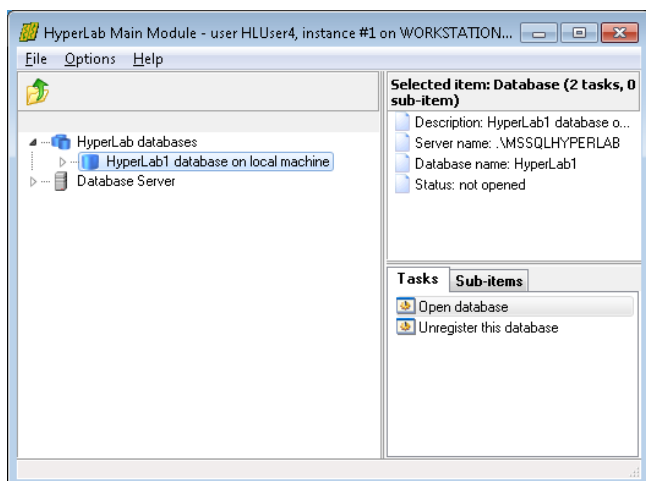 HyperLab Main Module - user HLUser4, instance #1 on WORKSTATION...
File Options Help
Selected item: Database (2 tasks, 0
sub-item)
Description: HyperLab1 database o...
Server name: .\MSSQLHYPERLAB
Database name: HyperLab1
Status: not opened
HyperLab databases
HyperLab1 database on local machine
Database Server
Tasks Sub-items
Open database
Unregister this database